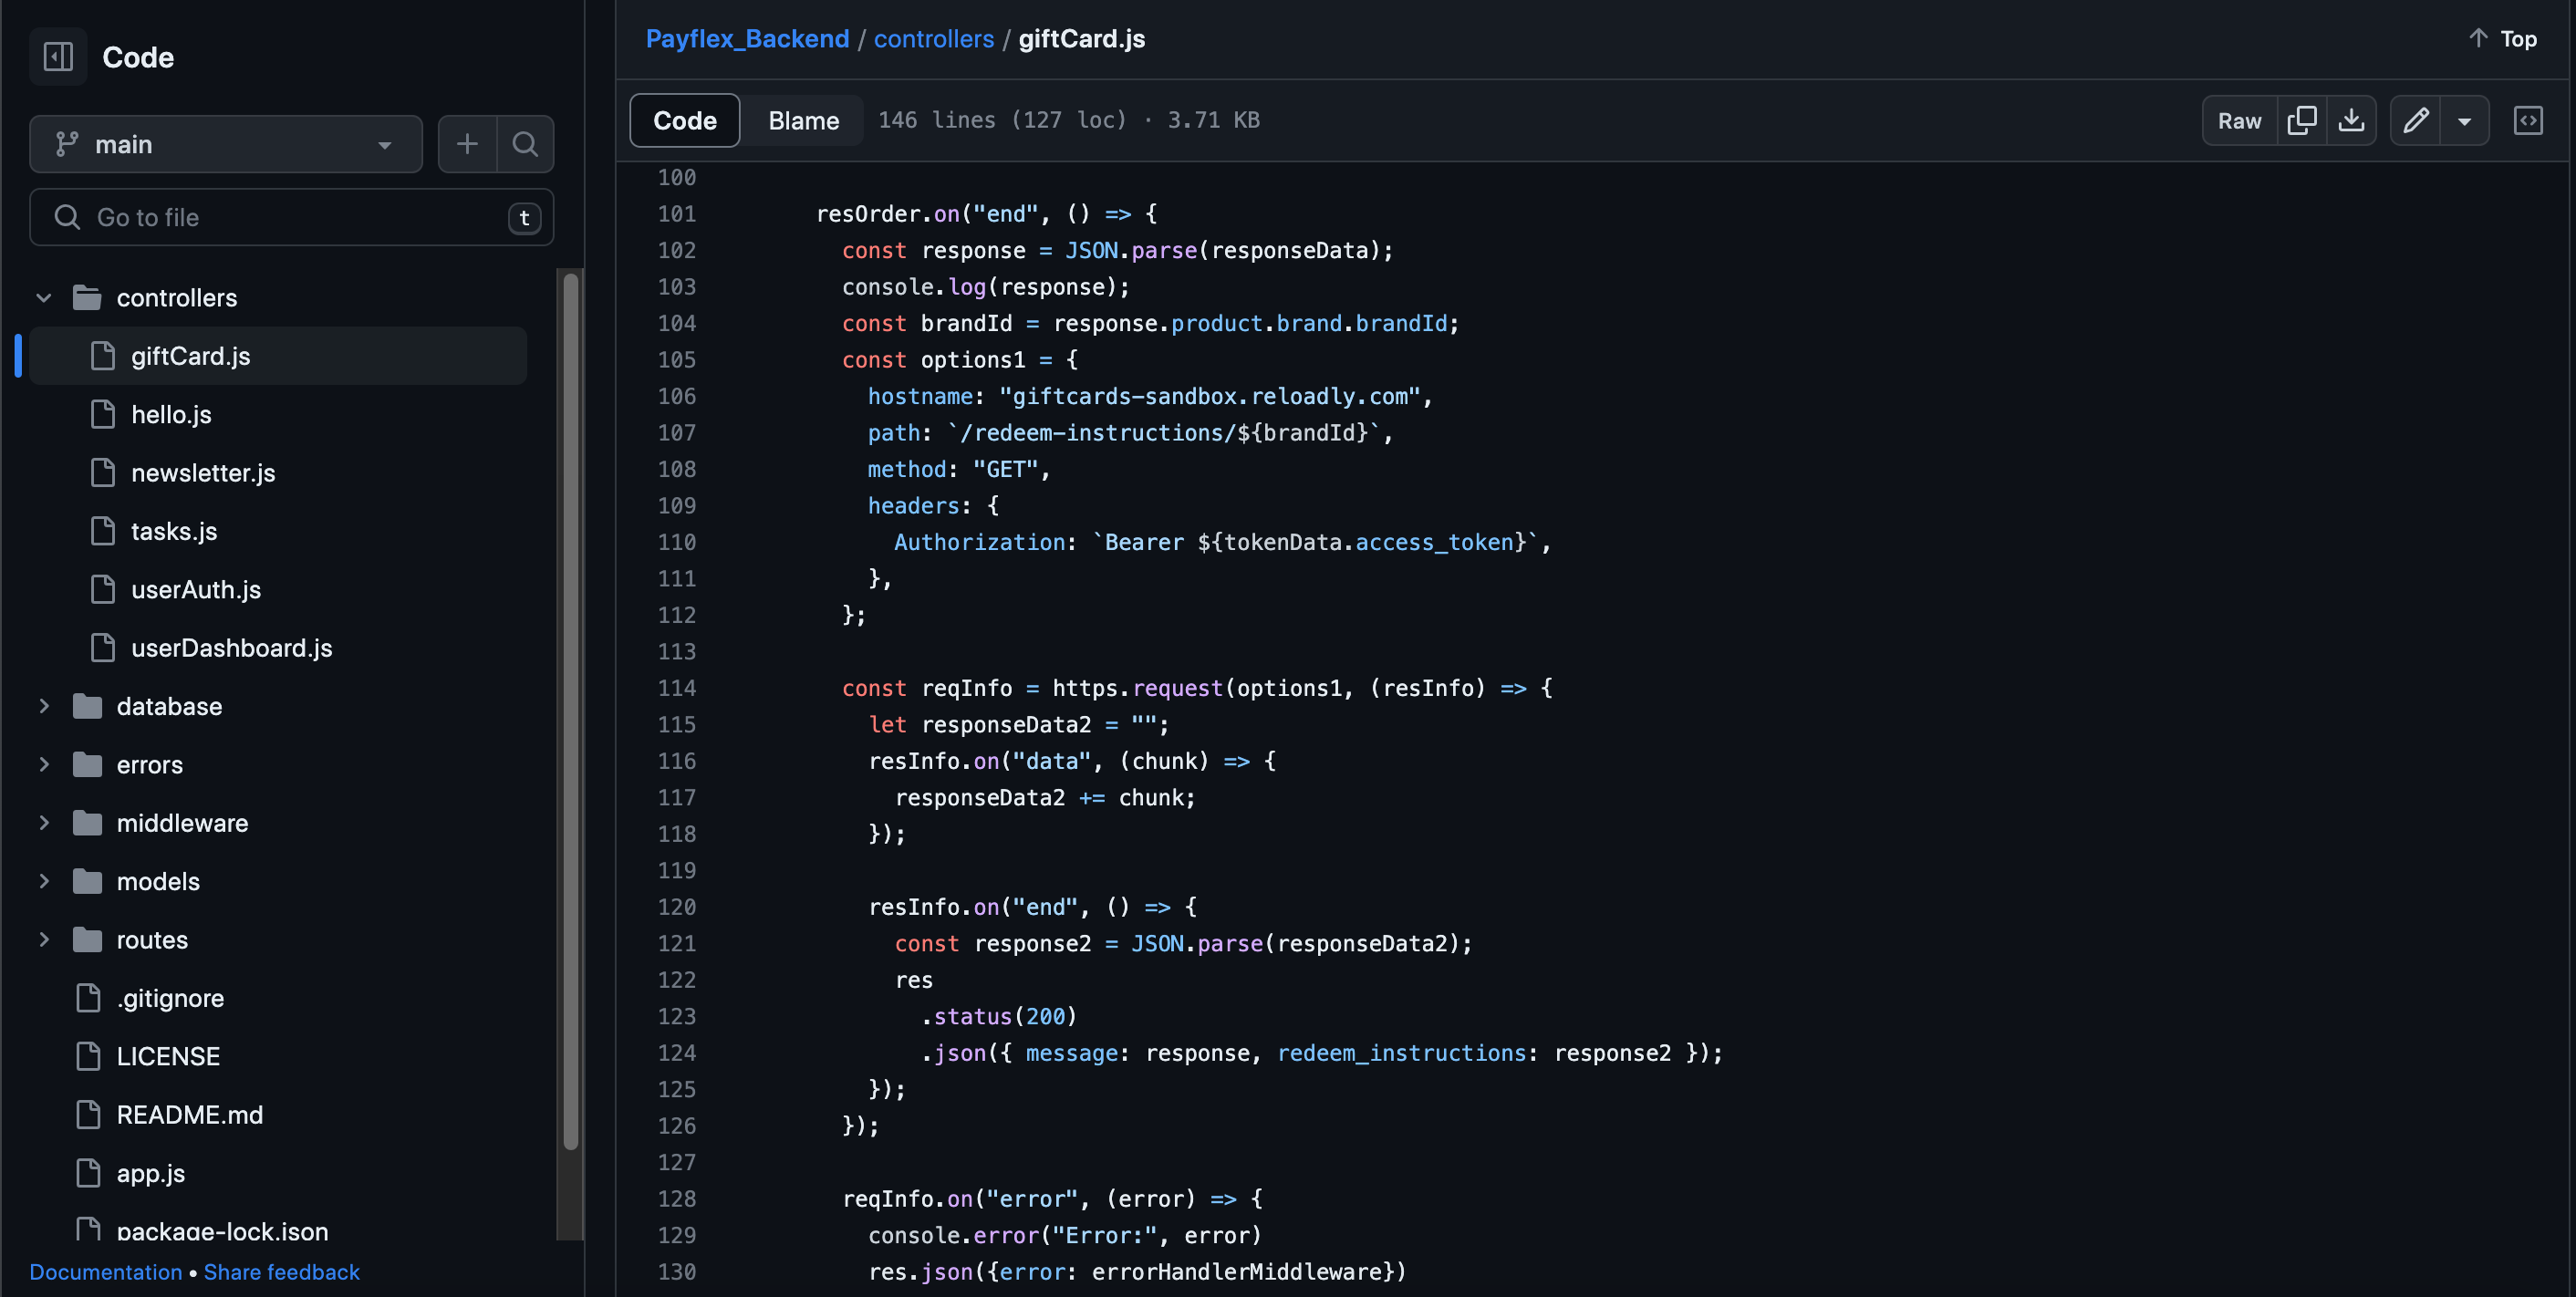 Code
main
Go to file
t
controllers
giftCard.js
hello.js
newsletter.js
tasks.js
userAuth.js
userDashboard.js
database
errors
middleware
models
routes
.gitignore
LICENSE
README.md
app.js
package-lock.json
Documentation • Share feedback
Payflex_Backend / controllers / giftCard.js
Top
Code Blame 146 lines (127 loc) · 3.71 KB
Raw
100
101 resOrder.on("end", () => {
102 const response = JSON.parse(responseData);
103 console.log(response);
104 const brandId = response.product.brand.brandId;
105 const options1 = {
106 hostname: "giftcards-sandbox.reloadly.com",
107 path: `/redeem-instructions/${brandId}`,
108 method: "GET",
109 headers: {
110 Authorization: `Bearer ${tokenData.access_token}`,
111 },
112 };
113
114 const reqInfo = https.request(options1, (resInfo) => {
115 let responseData2 = "";
116 resInfo.on("data", (chunk) => {
117 responseData2 += chunk;
118 });
119
120 resInfo.on("end", () => {
121 const response2 = JSON.parse(responseData2);
122 res
123 .status(200)
124 .json({ message: response, redeem_instructions: response2 });
125 });
126 });
127
128 reqInfo.on("error", (error) => {
129 console.error("Error:", error)
130 res.json({error: errorHandlerMiddleware})